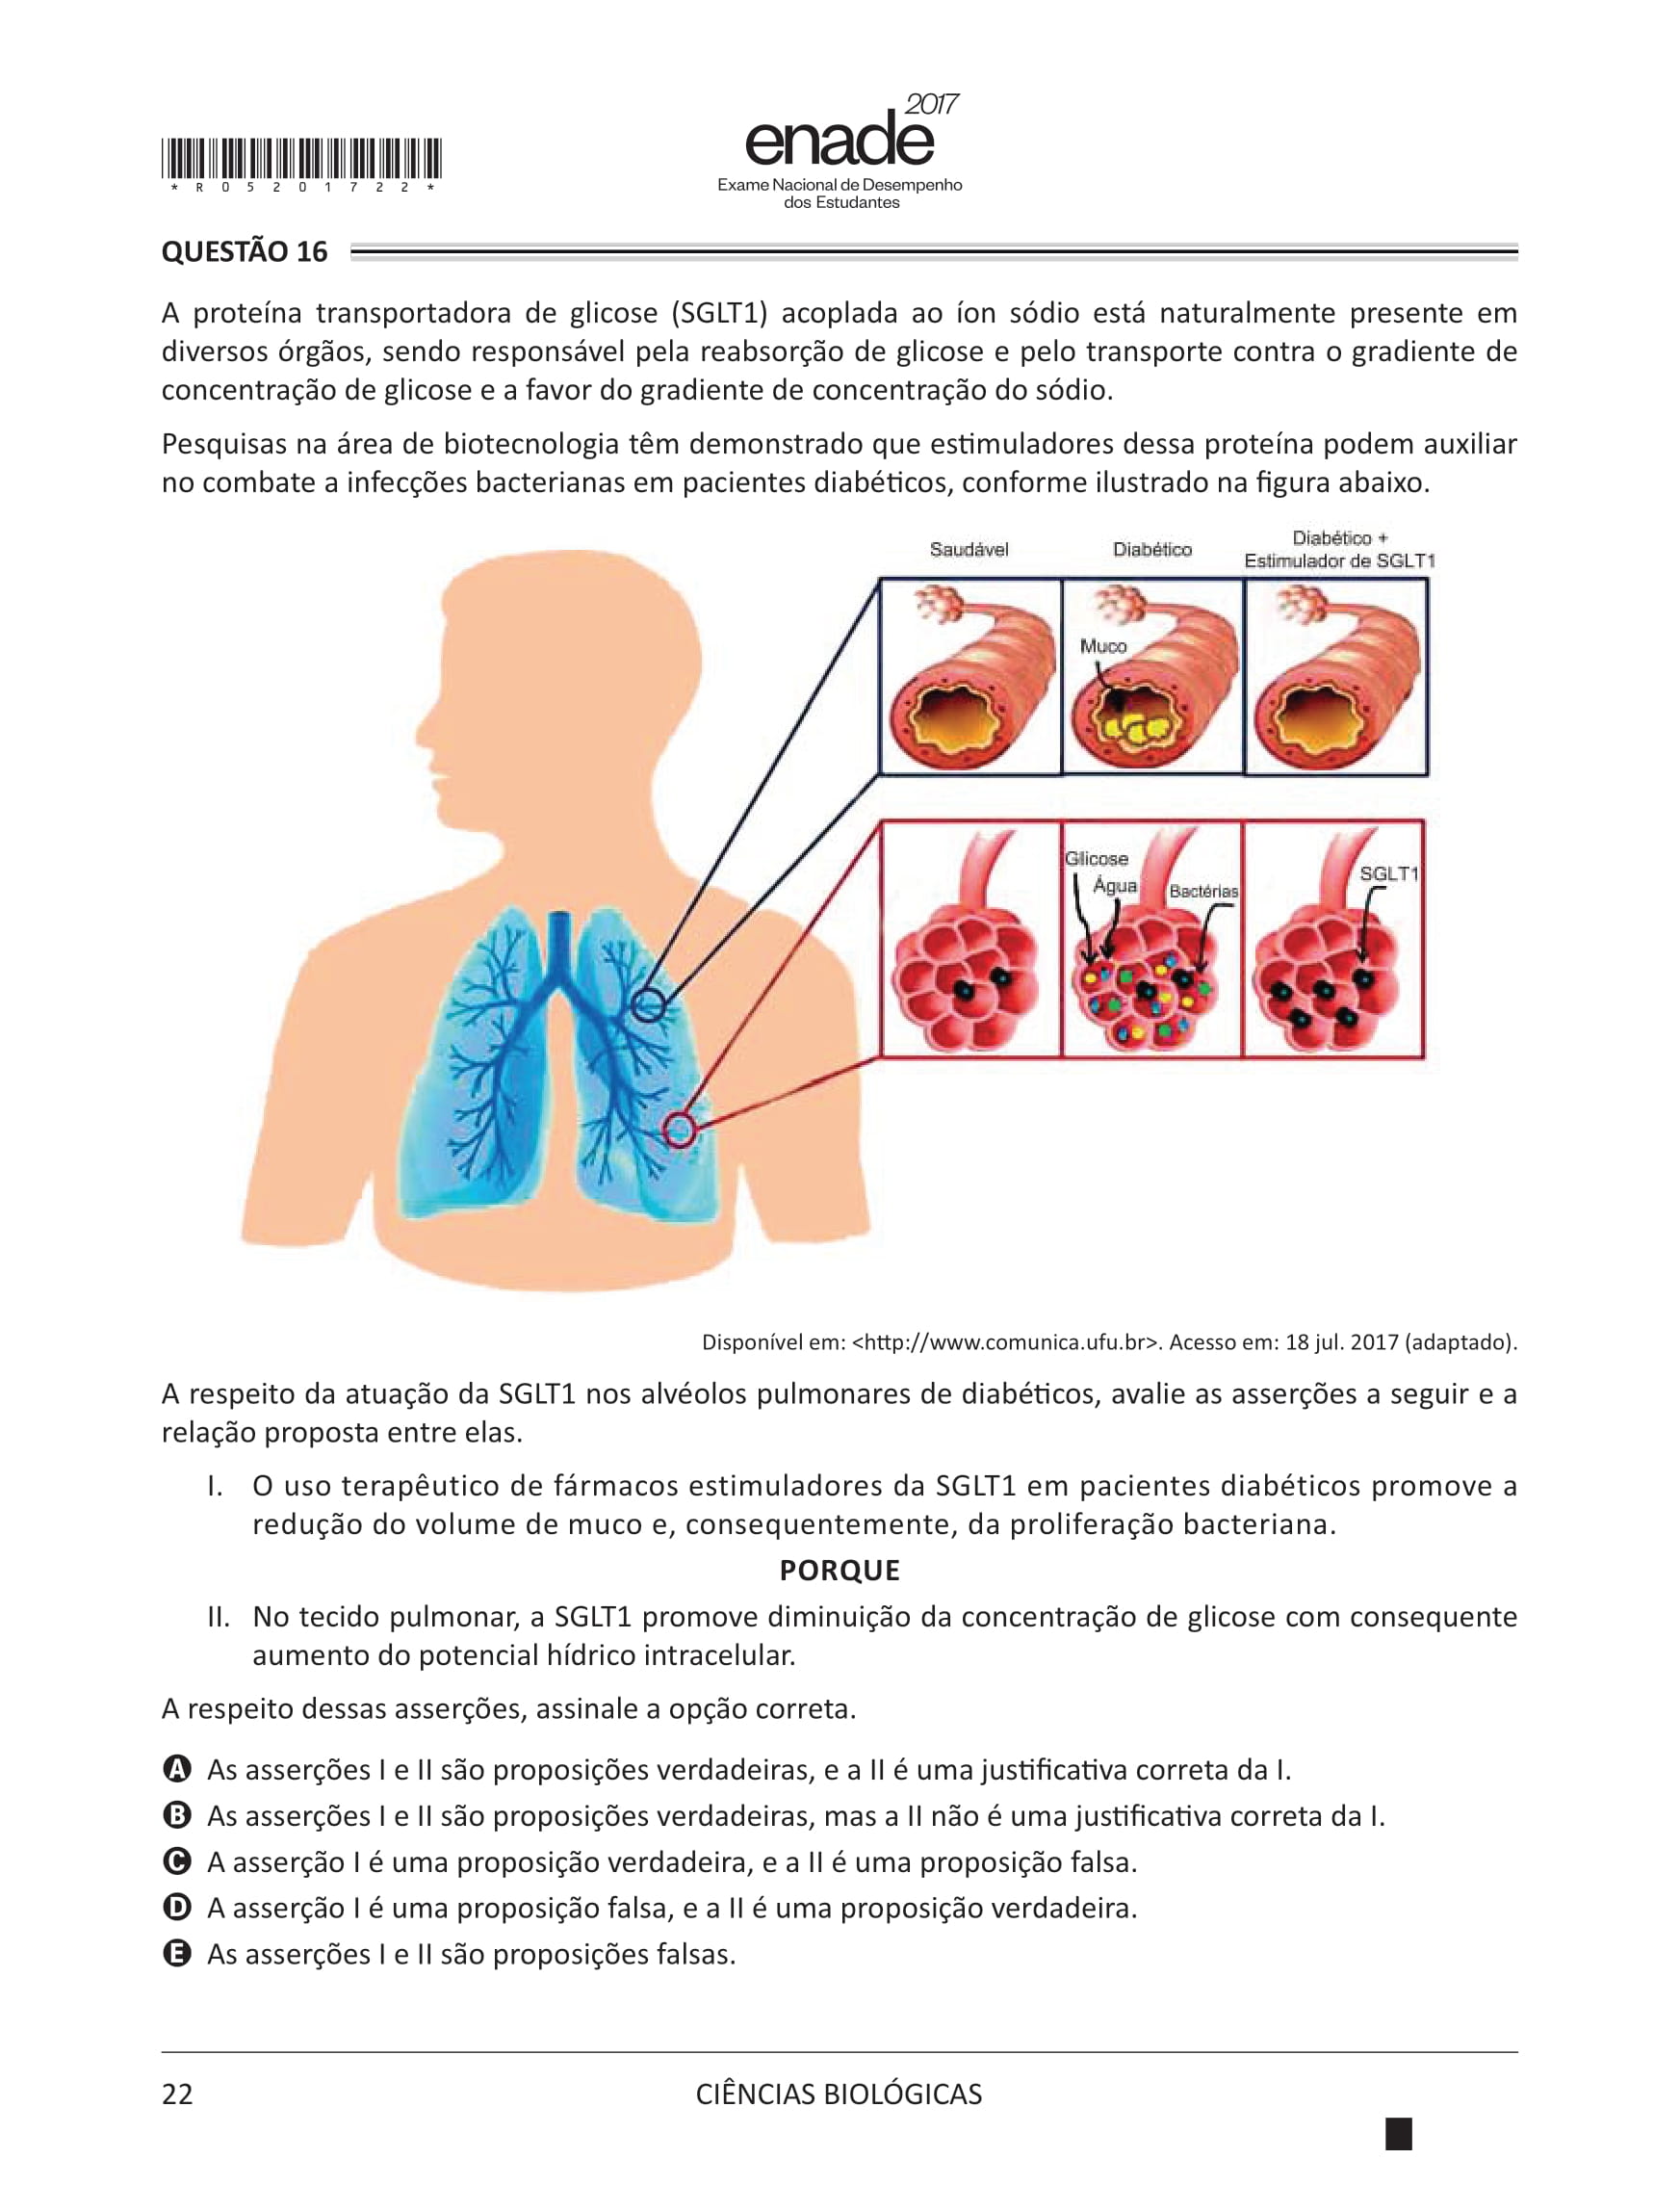 2017
enade
Exame Nacional de Desempenho
dos Estudantes
* R 0 5 2 0 1 7 2 2 *
QUESTÃO 16
A proteína transportadora de glicose (SGLT1) acoplada ao íon sódio está naturalmente presente em
diversos órgãos, sendo responsável pela reabsorção de glicose e pelo transporte contra o gradiente de
concentração de glicose e a favor do gradiente de concentração do sódio.
Pesquisas na área de biotecnologia têm demonstrado que estimuladores dessa proteína podem auxiliar
no combate a infecções bacterianas em pacientes diabéticos, conforme ilustrado na figura abaixo.
Saudável
Diabético
Diabético +
Estimulador de SGLT1
Muco
Glicose
Água
Bactérias
SGLT1
Disponível em: <http://www.comunica.ufu.br>. Acesso em: 18 jul. 2017 (adaptado).
A respeito da atuação da SGLT1 nos alvéolos pulmonares de diabéticos, avalie as asserções a seguir e a
relação proposta entre elas.
I. O uso terapêutico de fármacos estimuladores da SGLT1 em pacientes diabéticos promove a
redução do volume de muco e, consequentemente, da proliferação bacteriana.
PORQUE
II. No tecido pulmonar, a SGLT1 promove diminuição da concentração de glicose com consequente
aumento do potencial hídrico intracelular.
A respeito dessas asserções, assinale a opção correta.
A As asserções I e II são proposições verdadeiras, e a II é uma justificativa correta da I.
B As asserções I e II são proposições verdadeiras, mas a II não é uma justificativa correta da I.
C A asserção I é uma proposição verdadeira, e a II é uma proposição falsa.
D A asserção I é uma proposição falsa, e a II é uma proposição verdadeira.
E As asserções I e II são proposições falsas.
22
CIÊNCIAS BIOLÓGICAS